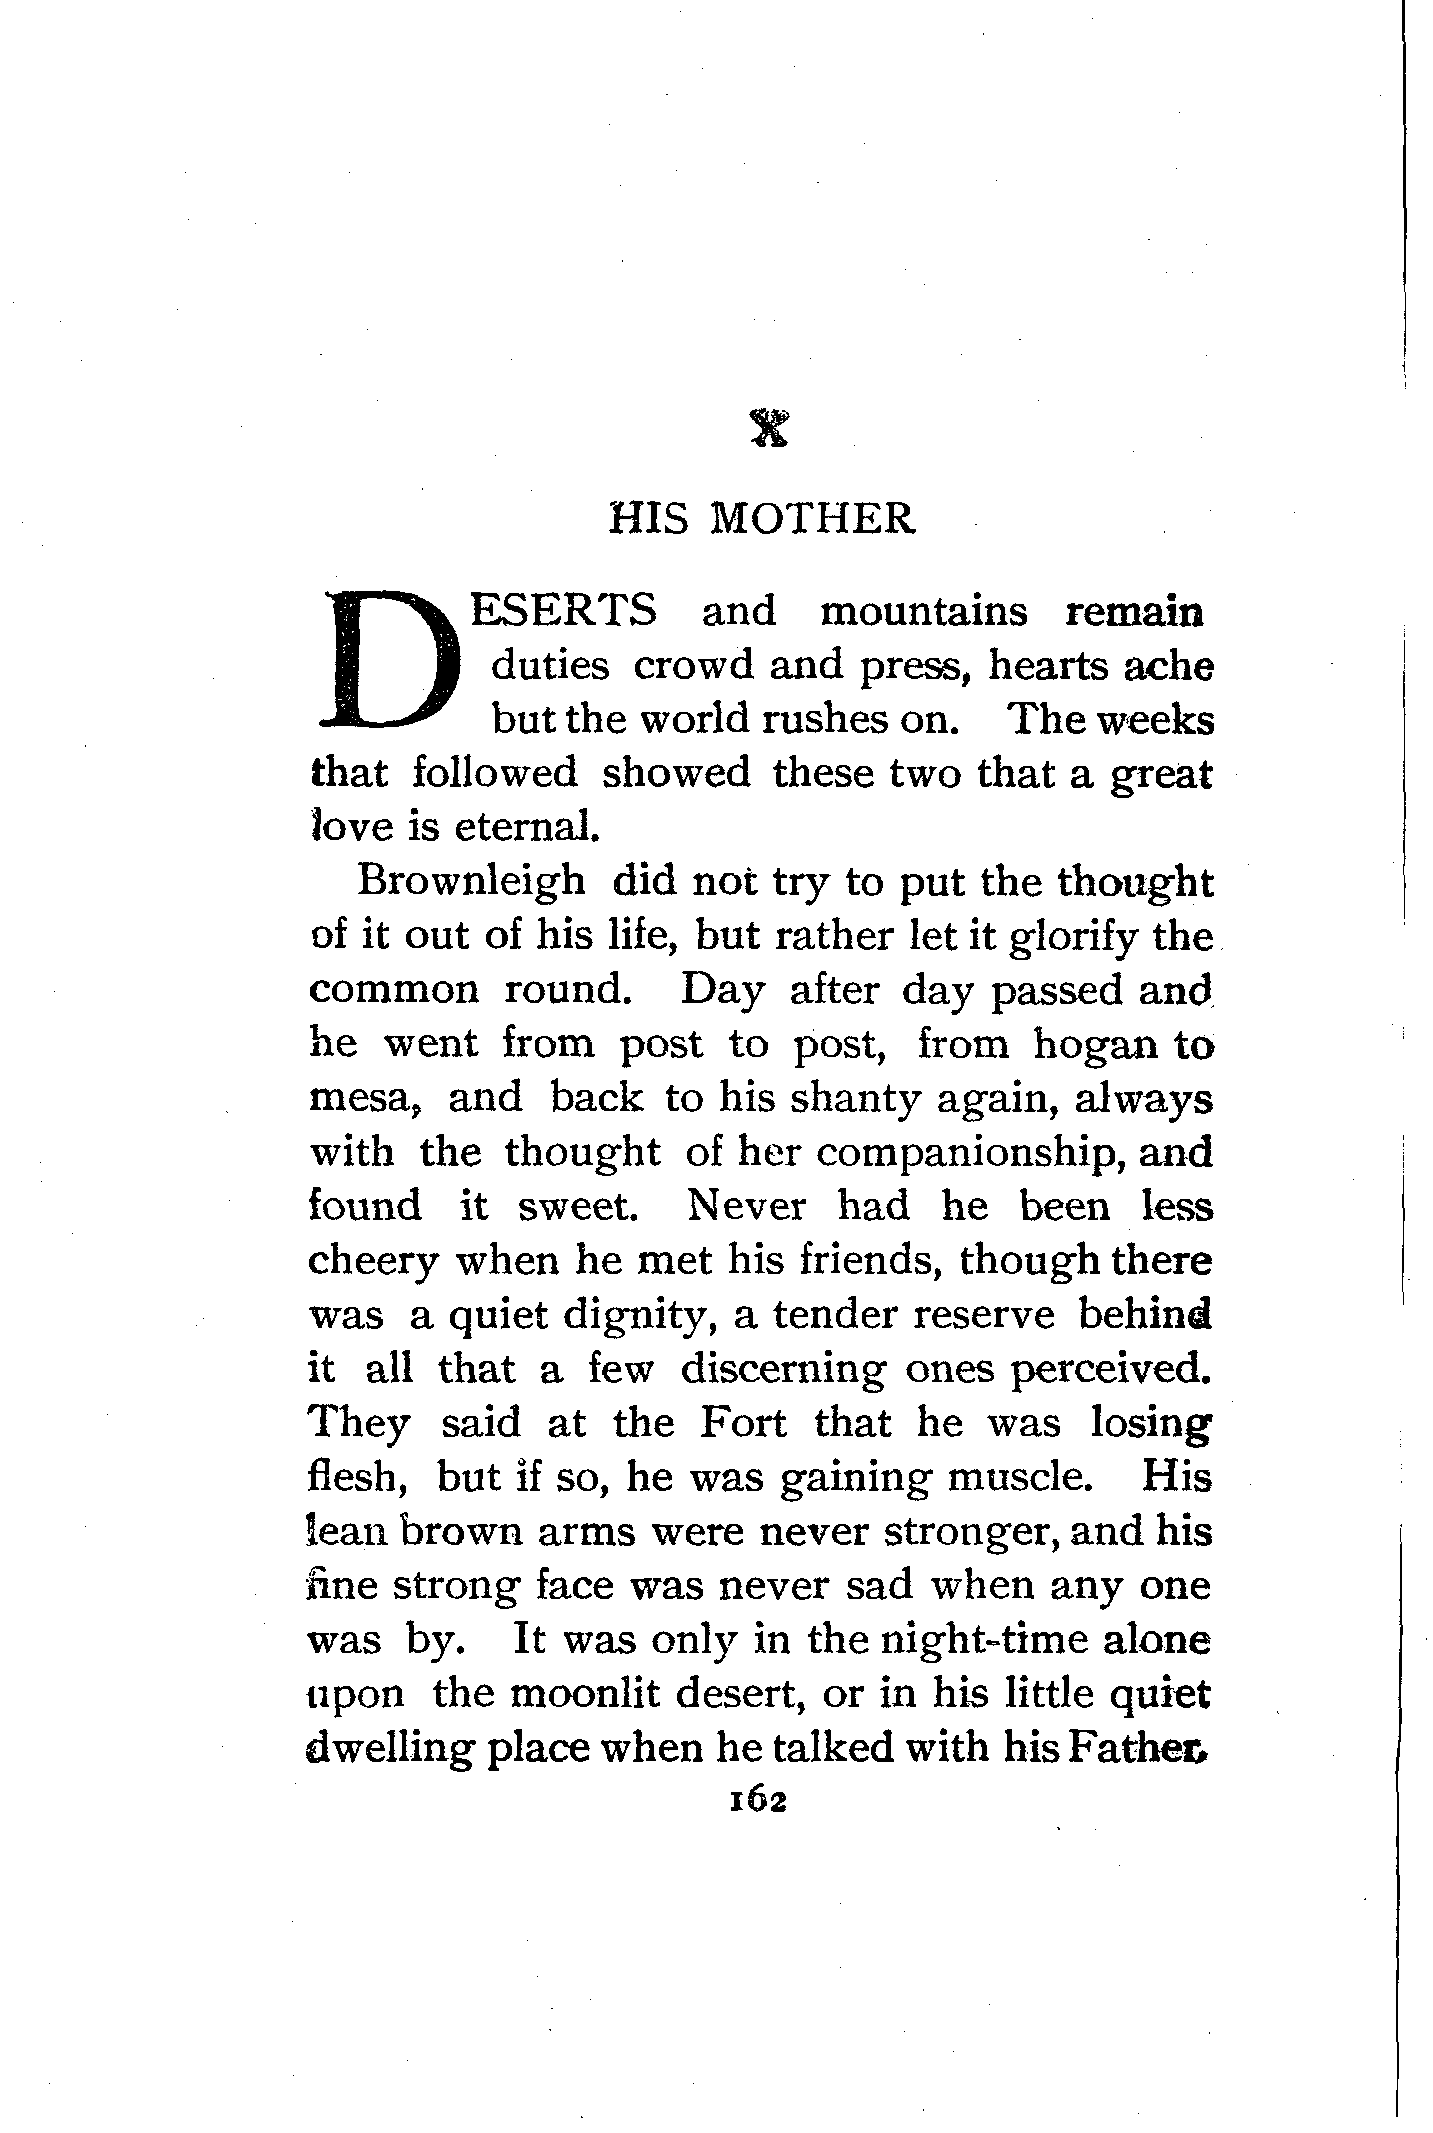 X
HIS MOTHER
DESERTS and mountains remain
duties crowd and press, hearts ache
but the world rushes on. The weeks
that followed showed these two that a great
love is eternal.
Brownleigh did not try to put the thought
of it out of his life, but rather let it glorify the
common round. Day after day passed and
he went from post to post, from hogan to
mesa, and back to his shanty again, always
with the thought of her companionship, and
found it sweet. Never had he been less
cheery when he met his friends, though there
was a quiet dignity, a tender reserve behind
it all that a few discerning ones perceived.
They said at the Fort that he was losing
flesh, but if so, he was gaining muscle. His
lean brown arms were never stronger, and his
fine strong face was never sad when any one
was by. It was only in the night-time alone
upon the moonlit desert, or in his little quiet
dwelling place when he talked with his Father,
162